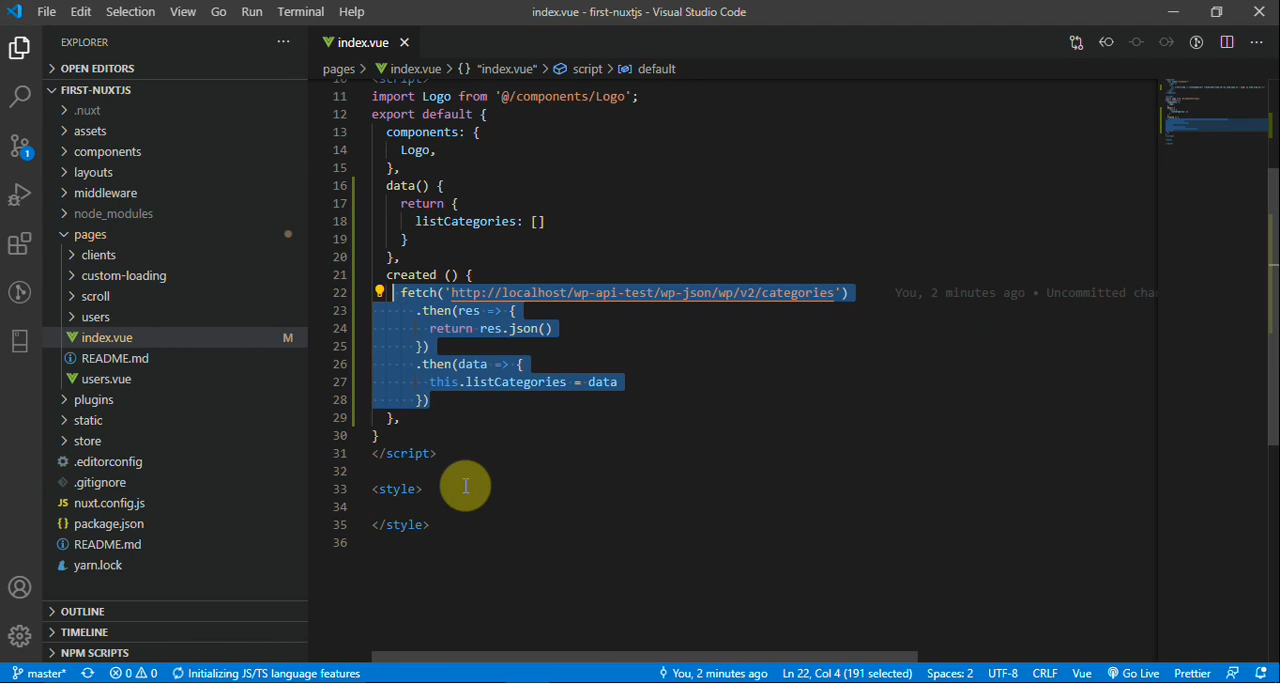 File Edit Selection View Go Run Terminal Help
index.vue - first-nuxtjs - Visual Studio Code
EXPLORER
OPEN EDITORS
FIRST-NUXTJS
.nuxt
assets
components
layouts
middleware
node_modules
pages
clients
custom-loading
scroll
users
index.vue M
README.md
users.vue
plugins
static
store
.editorconfig
.gitignore
JS nuxt.config.js
{} package.json
README.md
yarn.lock
OUTLINE
TIMELINE
NPM SCRIPTS
1
index.vue
pages > index.vue > {} "index.vue" > script > default
10 <script>
11 import Logo from '@/components/Logo';
12 export default {
13 components: {
14 Logo,
15 },
16 data() {
17 return {
18 listCategories: []
19 }
20 },
21 created () {
22 fetch('http://localhost/wp-api-test/wp-json/wp/v2/categories') You, 2 minutes ago • Uncommitted cha
23 .then(res => {
24 return res.json()
25 })
26 .then(data => {
27 this.listCategories = data
28 })
29 },
30 }
31 </script>
32
33 <style>
34
35 </style>
36
master* 0 0 Initializing JS/TS language features You, 2 minutes ago Ln 22, Col 4 (191 selected) Spaces: 2 UTF-8 CRLF Vue Go Live Prettier